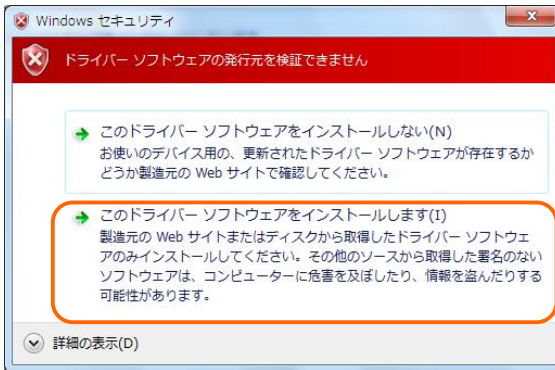 Windows セキュリティ
ドライバー ソフトウェアの発行元を検証できません
このドライバー ソフトウェアをインストールしない(N)
お使いのデバイス用の、更新されたドライバー ソフトウェアが存在するか
どうか製造元の Web サイトで確認してください。
このドライバー ソフトウェアをインストールします(I)
製造元の Web サイトまたはディスクから取得したドライバー ソフトウェ
アのみインストールしてください。その他のソースから取得した署名のない
ソフトウェアは、コンピューターに危害を及ぼしたり、情報を盗んだりする
可能性があります。
詳細の表示(D)